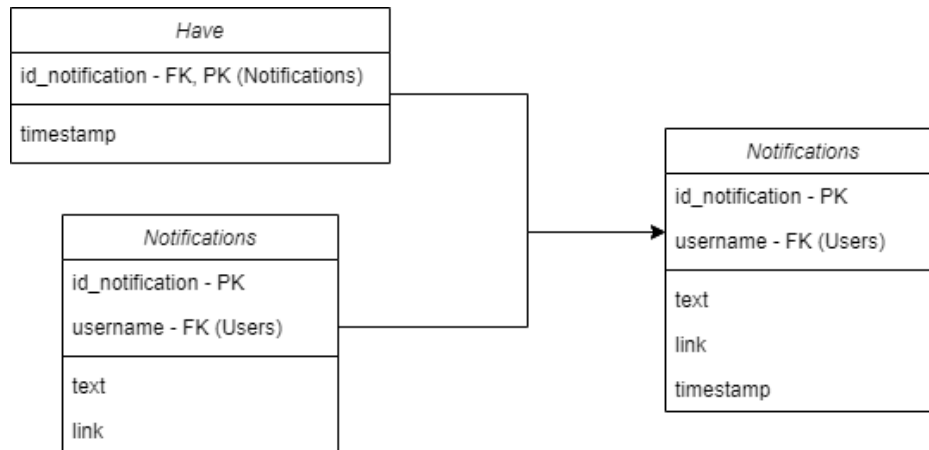 Have
id_notification - FK, PK (Notifications)
timestamp
Notifications
id_notification - PK
username - FK (Users)
text
link
Notifications
id_notification - PK
username - FK (Users)
text
link
timestamp